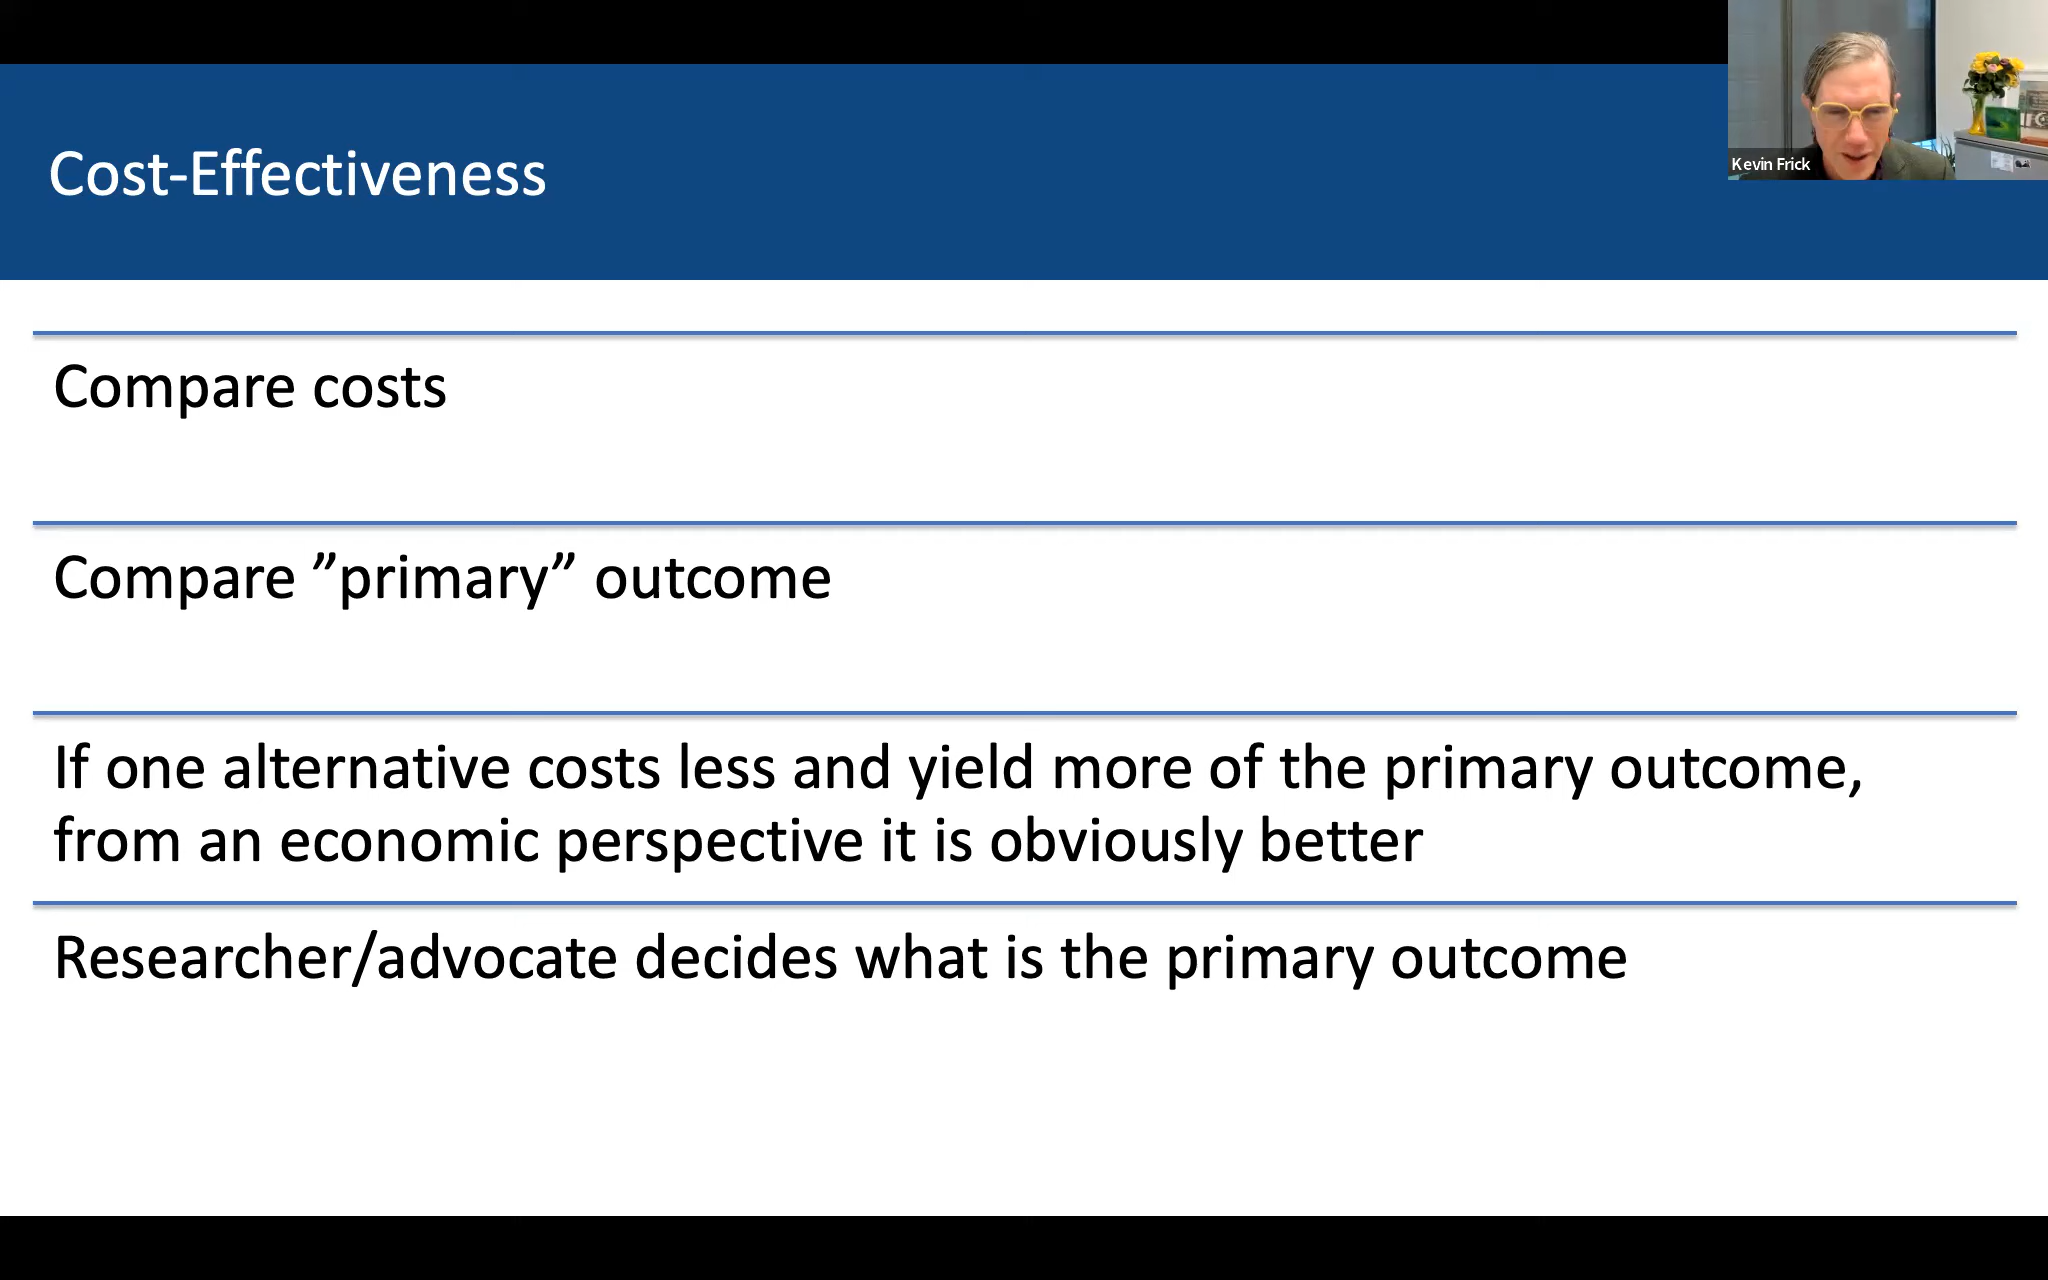 Kevin Frick
Cost-Effectiveness
Compare costs
Compare ”primary” outcome
If one alternative costs less and yield more of the primary outcome,
from an economic perspective it is obviously better
Researcher/advocate decides what is the primary outcome